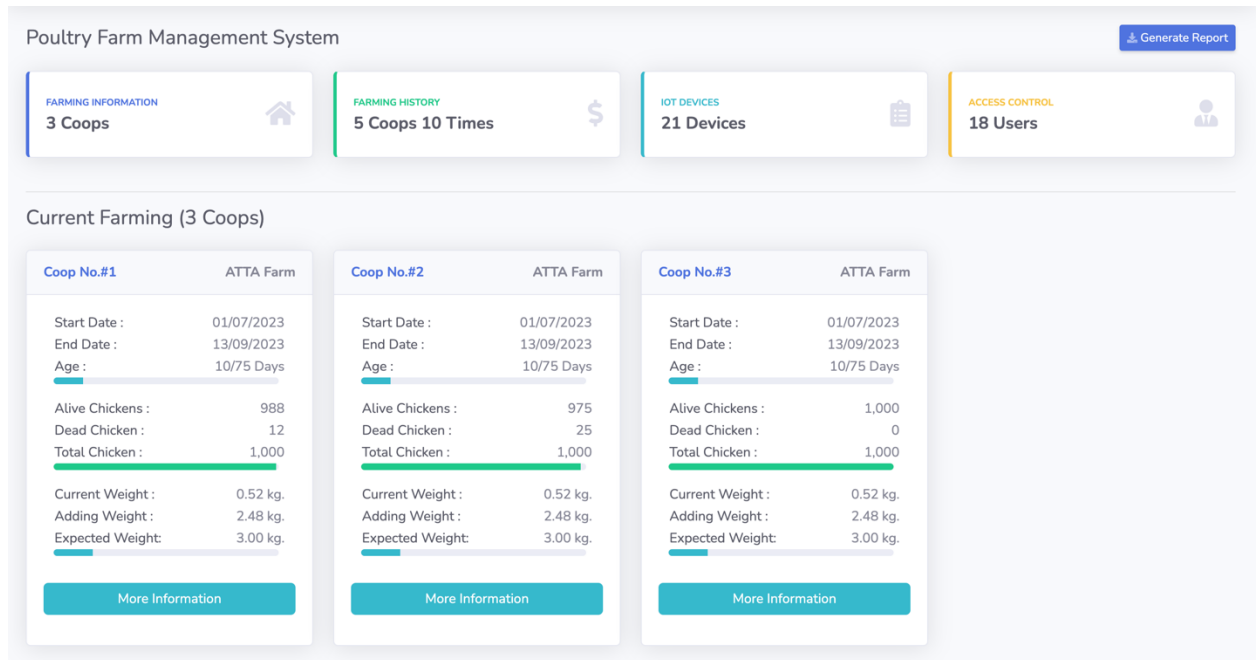 Poultry Farm Management System
Generate Report
FARMING INFORMATION
3 Coops
FARMING HISTORY
5 Coops 10 Times
IOT DEVICES
21 Devices
ACCESS CONTROL
18 Users
Current Farming (3 Coops)
Coop No.#1 ATTA Farm
Start Date : 01/07/2023
End Date : 13/09/2023
Age : 10/75 Days
Alive Chickens : 988
Dead Chicken : 12
Total Chicken : 1,000
Current Weight : 0.52 kg.
Adding Weight : 2.48 kg.
Expected Weight: 3.00 kg.
More Information
Coop No.#2 ATTA Farm
Start Date : 01/07/2023
End Date : 13/09/2023
Age : 10/75 Days
Alive Chickens : 975
Dead Chicken : 25
Total Chicken : 1,000
Current Weight : 0.52 kg.
Adding Weight : 2.48 kg.
Expected Weight: 3.00 kg.
More Information
Coop No.#3 ATTA Farm
Start Date : 01/07/2023
End Date : 13/09/2023
Age : 10/75 Days
Alive Chickens : 1,000
Dead Chicken : 0
Total Chicken : 1,000
Current Weight : 0.52 kg.
Adding Weight : 2.48 kg.
Expected Weight: 3.00 kg.
More Information